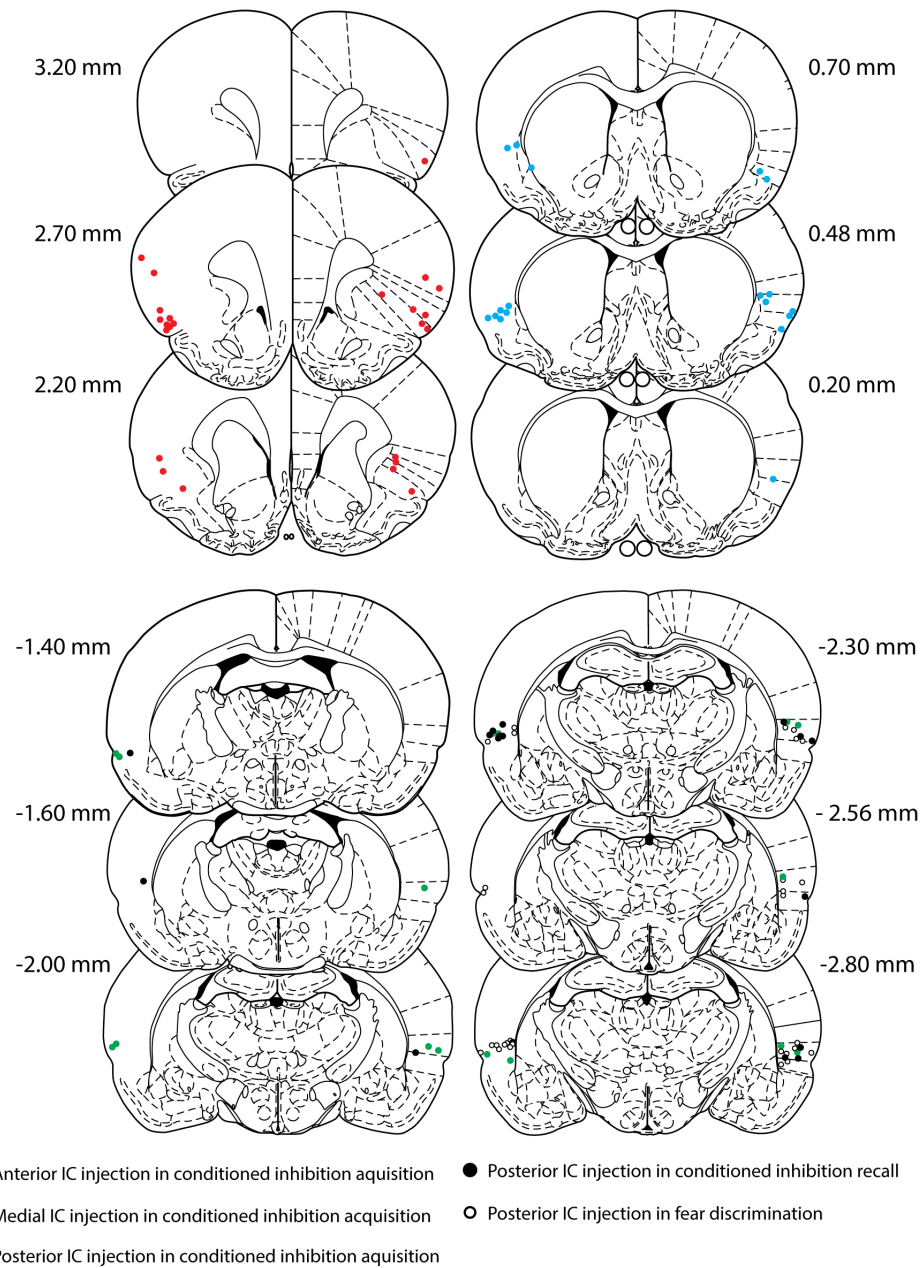 3.20 mm
0.70 mm
2.70 mm
0.48 mm
2.20 mm
0.20 mm
-1.40 mm
-2.30 mm
-1.60 mm
- 2.56 mm
-2.00 mm
-2.80 mm
Anterior IC injection in conditioned inhibition aquisition
Posterior IC injection in conditioned inhibition recall
Medial IC injection in conditioned inhibition acquisition
Posterior IC injection in fear discrimination
Posterior IC injection in conditioned inhibition aquisition